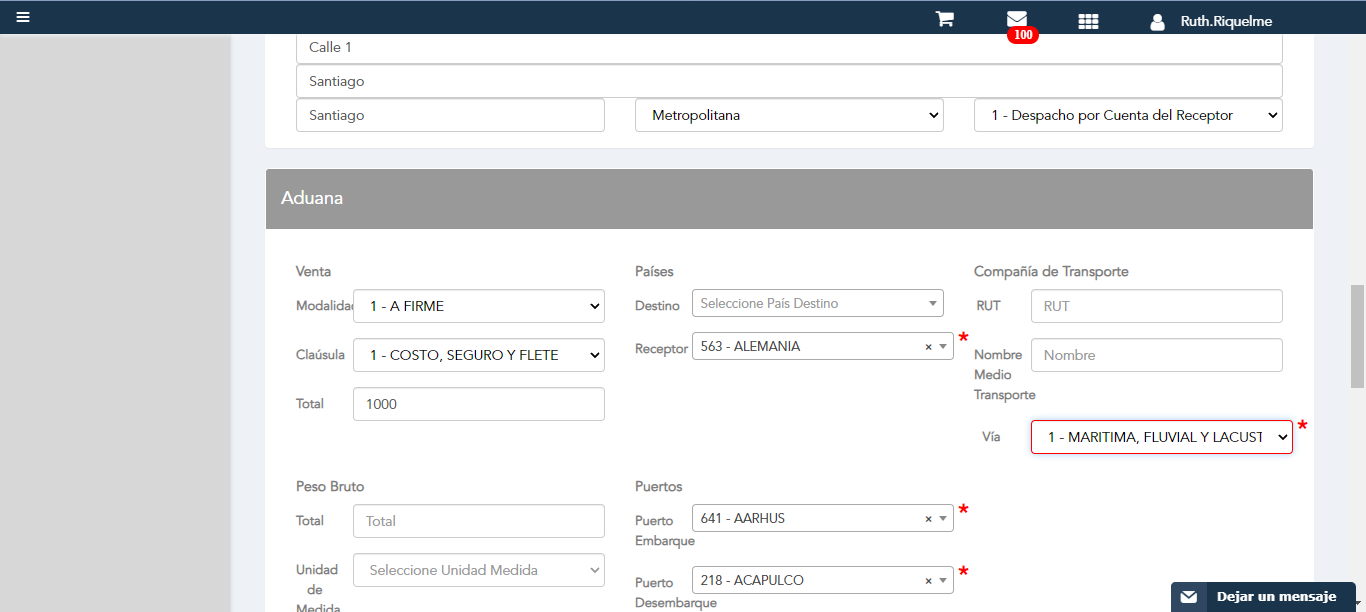 Ruth.Riquelme
100
Calle 1
Santiago
Santiago
Metropolitana
1 - Despacho por Cuenta del Receptor
Aduana
Venta
Países
Compañía de Transporte
Modalidad
1 - A FIRME
Destino
Seleccione País Destino
RUT
RUT
Claúsula
1 - COSTO, SEGURO Y FLETE
Receptor
563 - ALEMANIA
×
*
Nombre
Medio
Transporte
Nombre
Total
1000
Vía
1 - MARITIMA, FLUVIAL Y LACUST
*
Peso Bruto
Puertos
Total
Total
Puerto
Embarque
641 - AARHUS
×
*
Unidad
de
Medida
Seleccione Unidad Medida
Puerto
Desembarque
218 - ACAPULCO
×
*
Dejar un mensaje